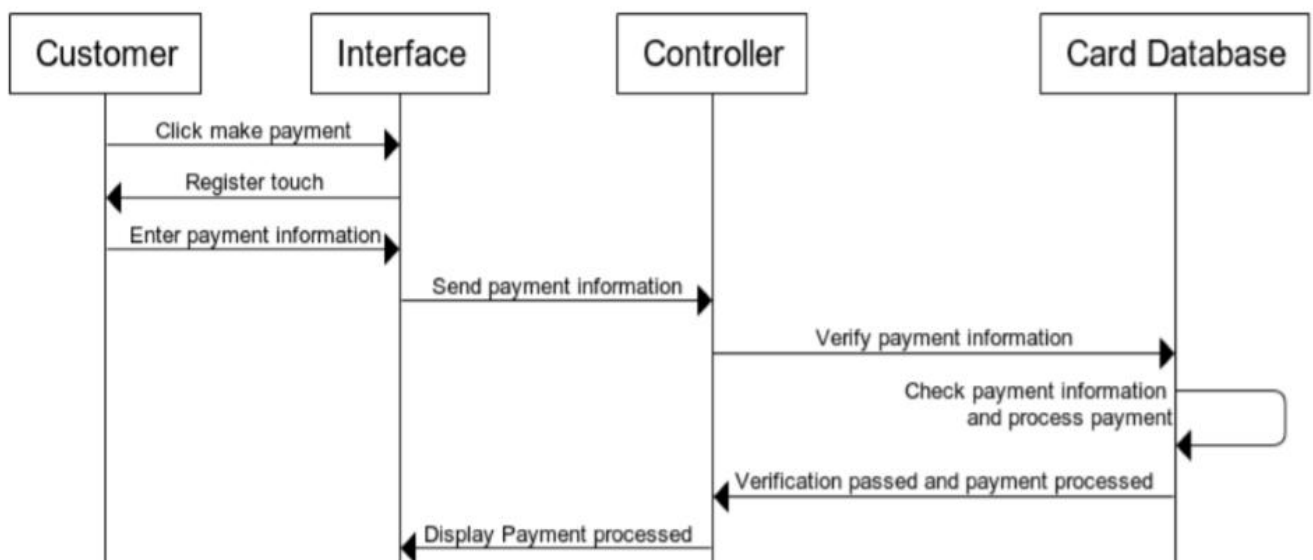 Customer
Interface
Controller
Card Database
Click make payment
Register touch
Enter payment information
Send payment information
Verify payment information
Check payment information
and process payment
Verification passed and payment processed
Display Payment processed